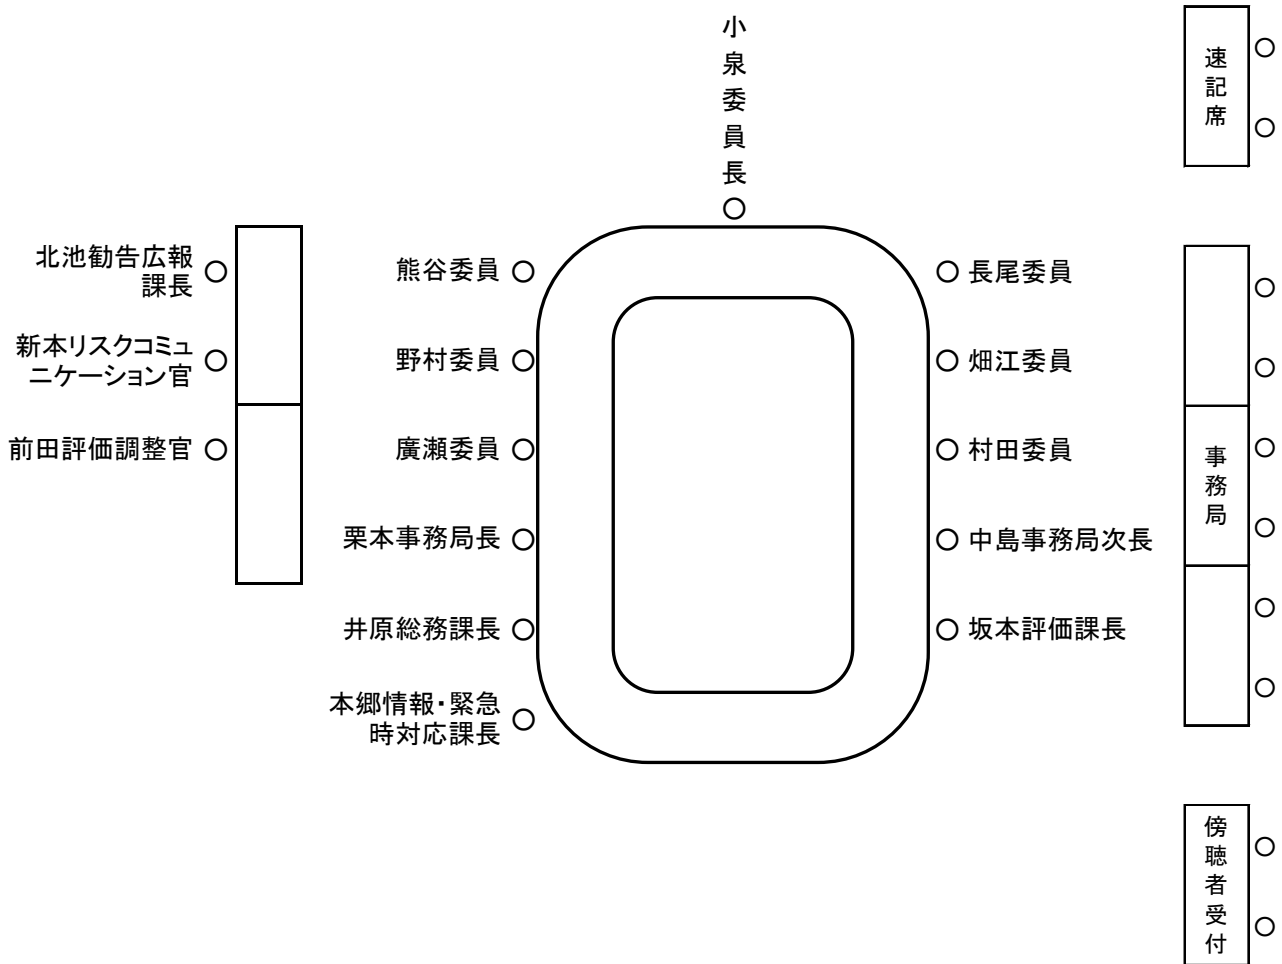 小泉委員長
速記席
北池勧告広報
課長
新本リスクコミュ
ニケーション官
前田評価調整官
熊谷委員
野村委員
廣瀬委員
栗本事務局長
井原総務課長
本郷情報・緊急
時対応課長
長尾委員
畑江委員
村田委員
中島事務局次長
坂本評価課長
事務局
傍聴者受付